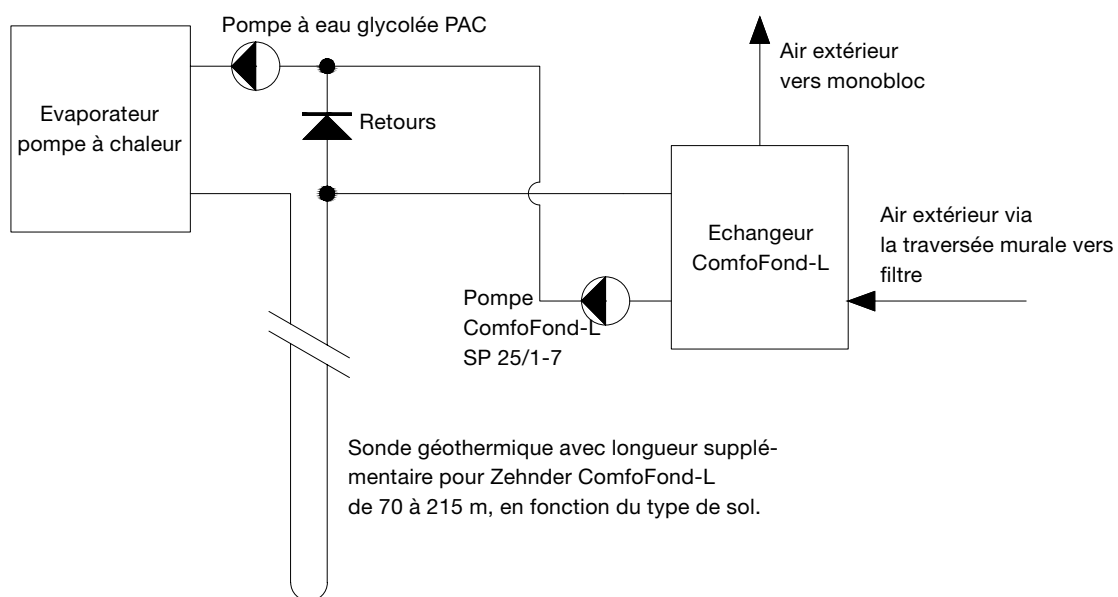 Pompe à eau glycolée PAC
Air extérieur
vers monobloc
Evaporateur
pompe à chaleur
Retours
Air extérieur via
la traversée murale vers
filtre
Echangeur
ComfoFond-L
Pompe
ComfoFond-L
SP 25/1-7
Sonde géothermique avec longueur supplé-
mentaire pour Zehnder ComfoFond-L
de 70 à 215 m, en fonction du type de sol.